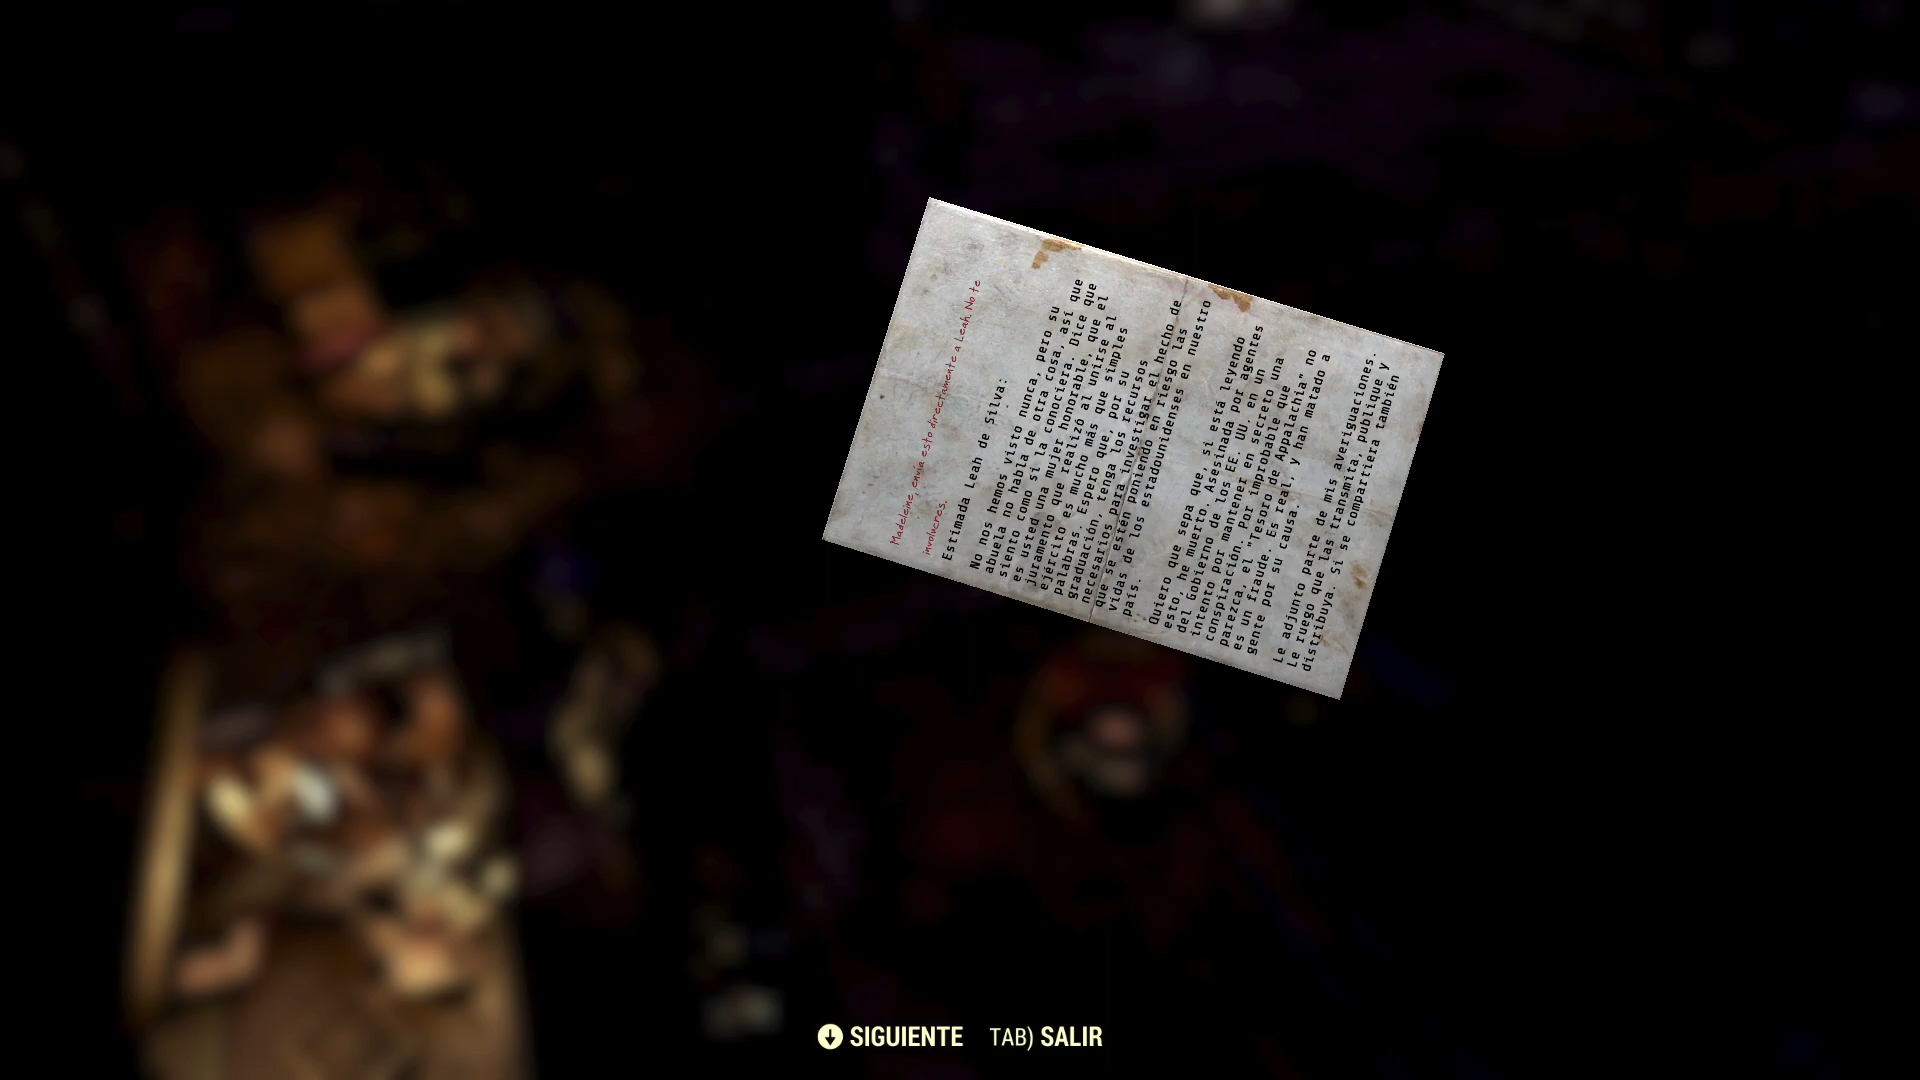 Madeleine, envía esto directamente a Leah. No te
involucres.
Estimada Leah de Silva:
No nos hemos visto nunca, pero su
abuela no habla de otra cosa, así que
siento como si la conociera. Dice que
es usted una mujer honorable, que el
juramento que realizó al unirse al
ejército es mucho más que simples
palabras. Espero que, por su
graduación, tenga los recursos
necesarios para investigar el hecho de
que se estén poniendo en riesgo las
vidas de los estadounidenses en nuestro
país.
Quiero que sepa que, si está leyendo
esto, he muerto. Asesinada por agentes
del Gobierno de los EE. UU. en un
intento por mantener en secreto una
conspiración. Por improbable que
parezca, el "Tesoro de Appalachia" no
es un fraude. Es real, y han matado a
gente por su causa.
Le adjunto parte de mis averiguaciones.
Le ruego que las transmita, publique y
distribuya. Si se compartiera también
SIGUIENTE TAB) SALIR